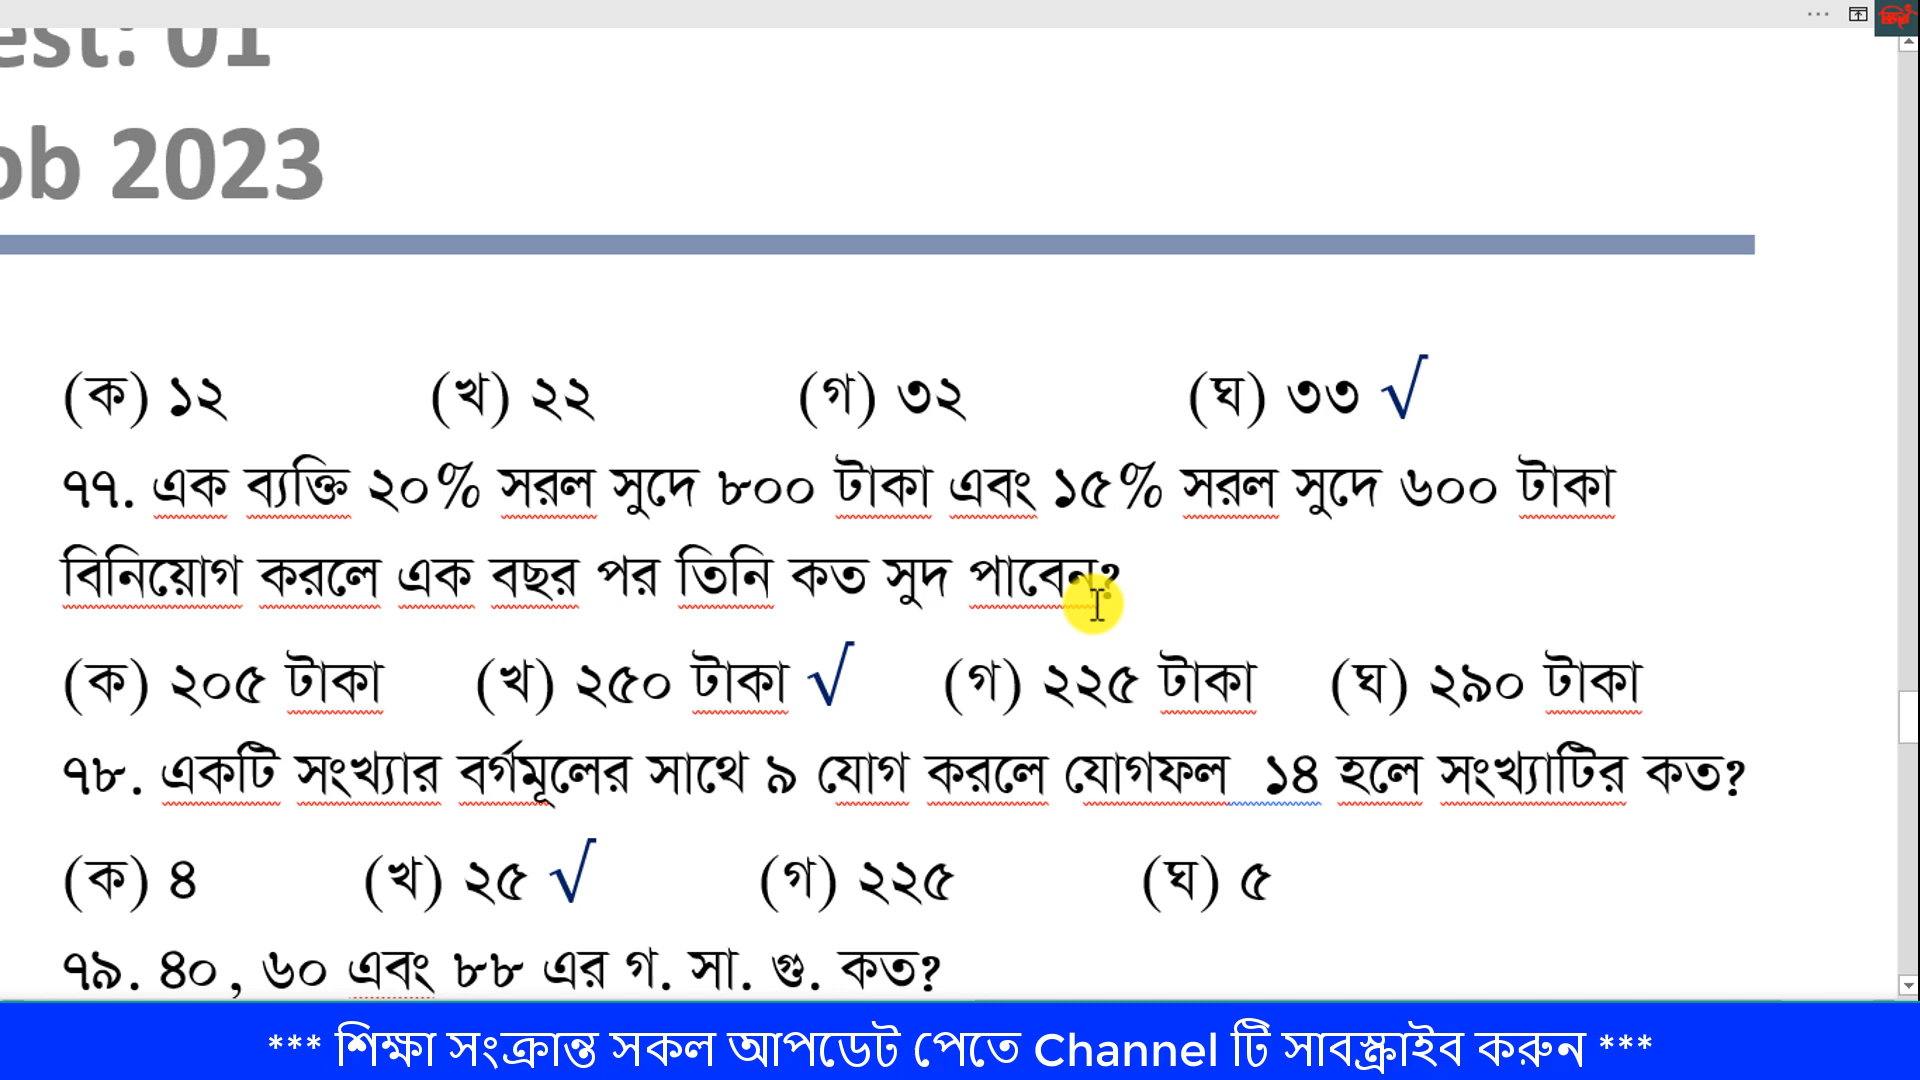 est: 01
ob 2023
(ক) ১২ (খ) ২২ (গ) ৩২ (ঘ) ৩৩ √
৭৭. এক ব্যক্তি ২০% সরল সুদে ৮০০ টাকা এবং ১৫% সরল সুদে ৬০০ টাকা
বিনিয়োগ করলে এক বছর পর তিনি কত সুদ পাবেন?
(ক) ২০৫ টাকা (খ) ২৫০ টাকা √ (গ) ২২৫ টাকা (ঘ) ২৯০ টাকা
৭৮. একটি সংখ্যার বর্গমূলের সাথে ৯ যোগ করলে যোগফল ১৪ হলে সংখ্যাটির কত?
(ক) ৪ (খ) ২৫ √ (গ) ২২৫ (ঘ) ৫
৭৯. ৪০, ৬০ এবং ৮৮ এর গ. সা. গু. কত?
*** শিক্ষা সংক্রান্ত সকল আপডেট পেতে Channel টি সাবস্ক্রাইব করুন ***